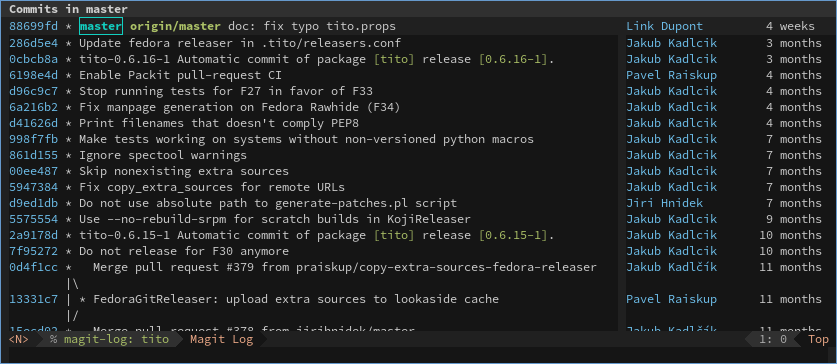 Commits in master
88699fd * master origin/master doc: fix typo tito.props Link Dupont 4 weeks
286d5e4 * Update fedora releaser in .tito/releasers.conf Jakub Kadlcik 3 months
0cbcb8a * tito-0.6.16-1 Automatic commit of package [tito] release [0.6.16-1]. Jakub Kadlcik 3 months
6198e4d * Enable Packit pull-request CI Pavel Raiskup 4 months
d96c9c7 * Stop running tests for F27 in favor of F33 Jakub Kadlcik 4 months
6a216b2 * Fix manpage generation on Fedora Rawhide (F34) Jakub Kadlcik 4 months
d41626d * Print filenames that doesn't comply PEP8 Jakub Kadlcik 4 months
998f7fb * Make tests working on systems without non-versioned python macros Jakub Kadlcik 7 months
861d155 * Ignore spectool warnings Jakub Kadlcik 7 months
00ee487 * Skip nonexisting extra sources Jakub Kadlcik 7 months
5947384 * Fix copy_extra_sources for remote URLs Jakub Kadlcik 7 months
d9ed1db * Do not use absolute path to generate-patches.pl script Jiri Hnidek 7 months
5575554 * Use --no-rebuild-srpm for scratch builds in KojiReleaser Jakub Kadlcik 9 months
2a9178d * tito-0.6.15-1 Automatic commit of package [tito] release [0.6.15-1]. Jakub Kadlcik 10 months
7f95272 * Do not release for F30 anymore Jakub Kadlcik 10 months
0d4f1cc * Merge pull request #379 from praiskup/copy-extra-sources-fedora-releaser Jakub Kadlčík 11 months
|\
13331c7 | * FedoraGitReleaser: upload extra sources to lookaside cache Pavel Raiskup 11 months
|/
* Merge pull request #378 from jirihnidek/master Jakub Kadlčík 11 months
<N> % magit-log: tito Magit Log 1: 0 Top